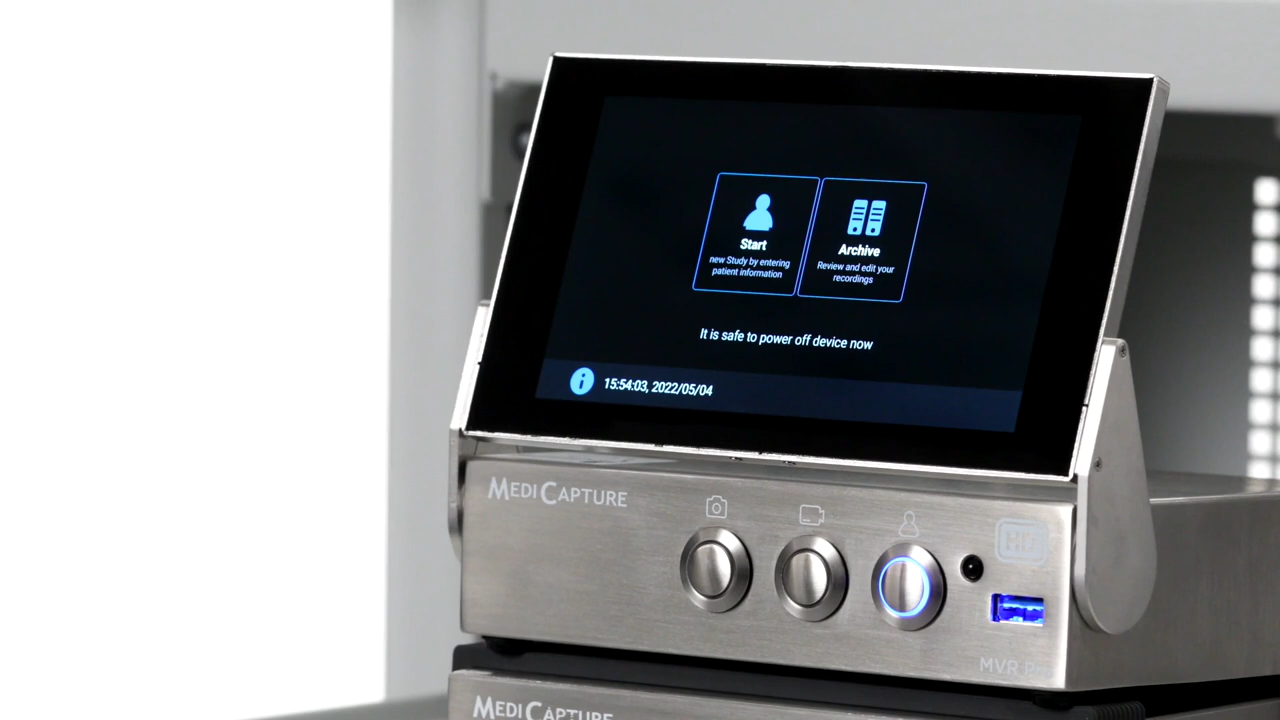 Start
new Study by entering
patient information
Archive
Review and edit your
recordings
It is safe to power off device now
15:54:03, 2022/05/04
MEDICAPTURE
HD
MVR
MEDICAPTURE